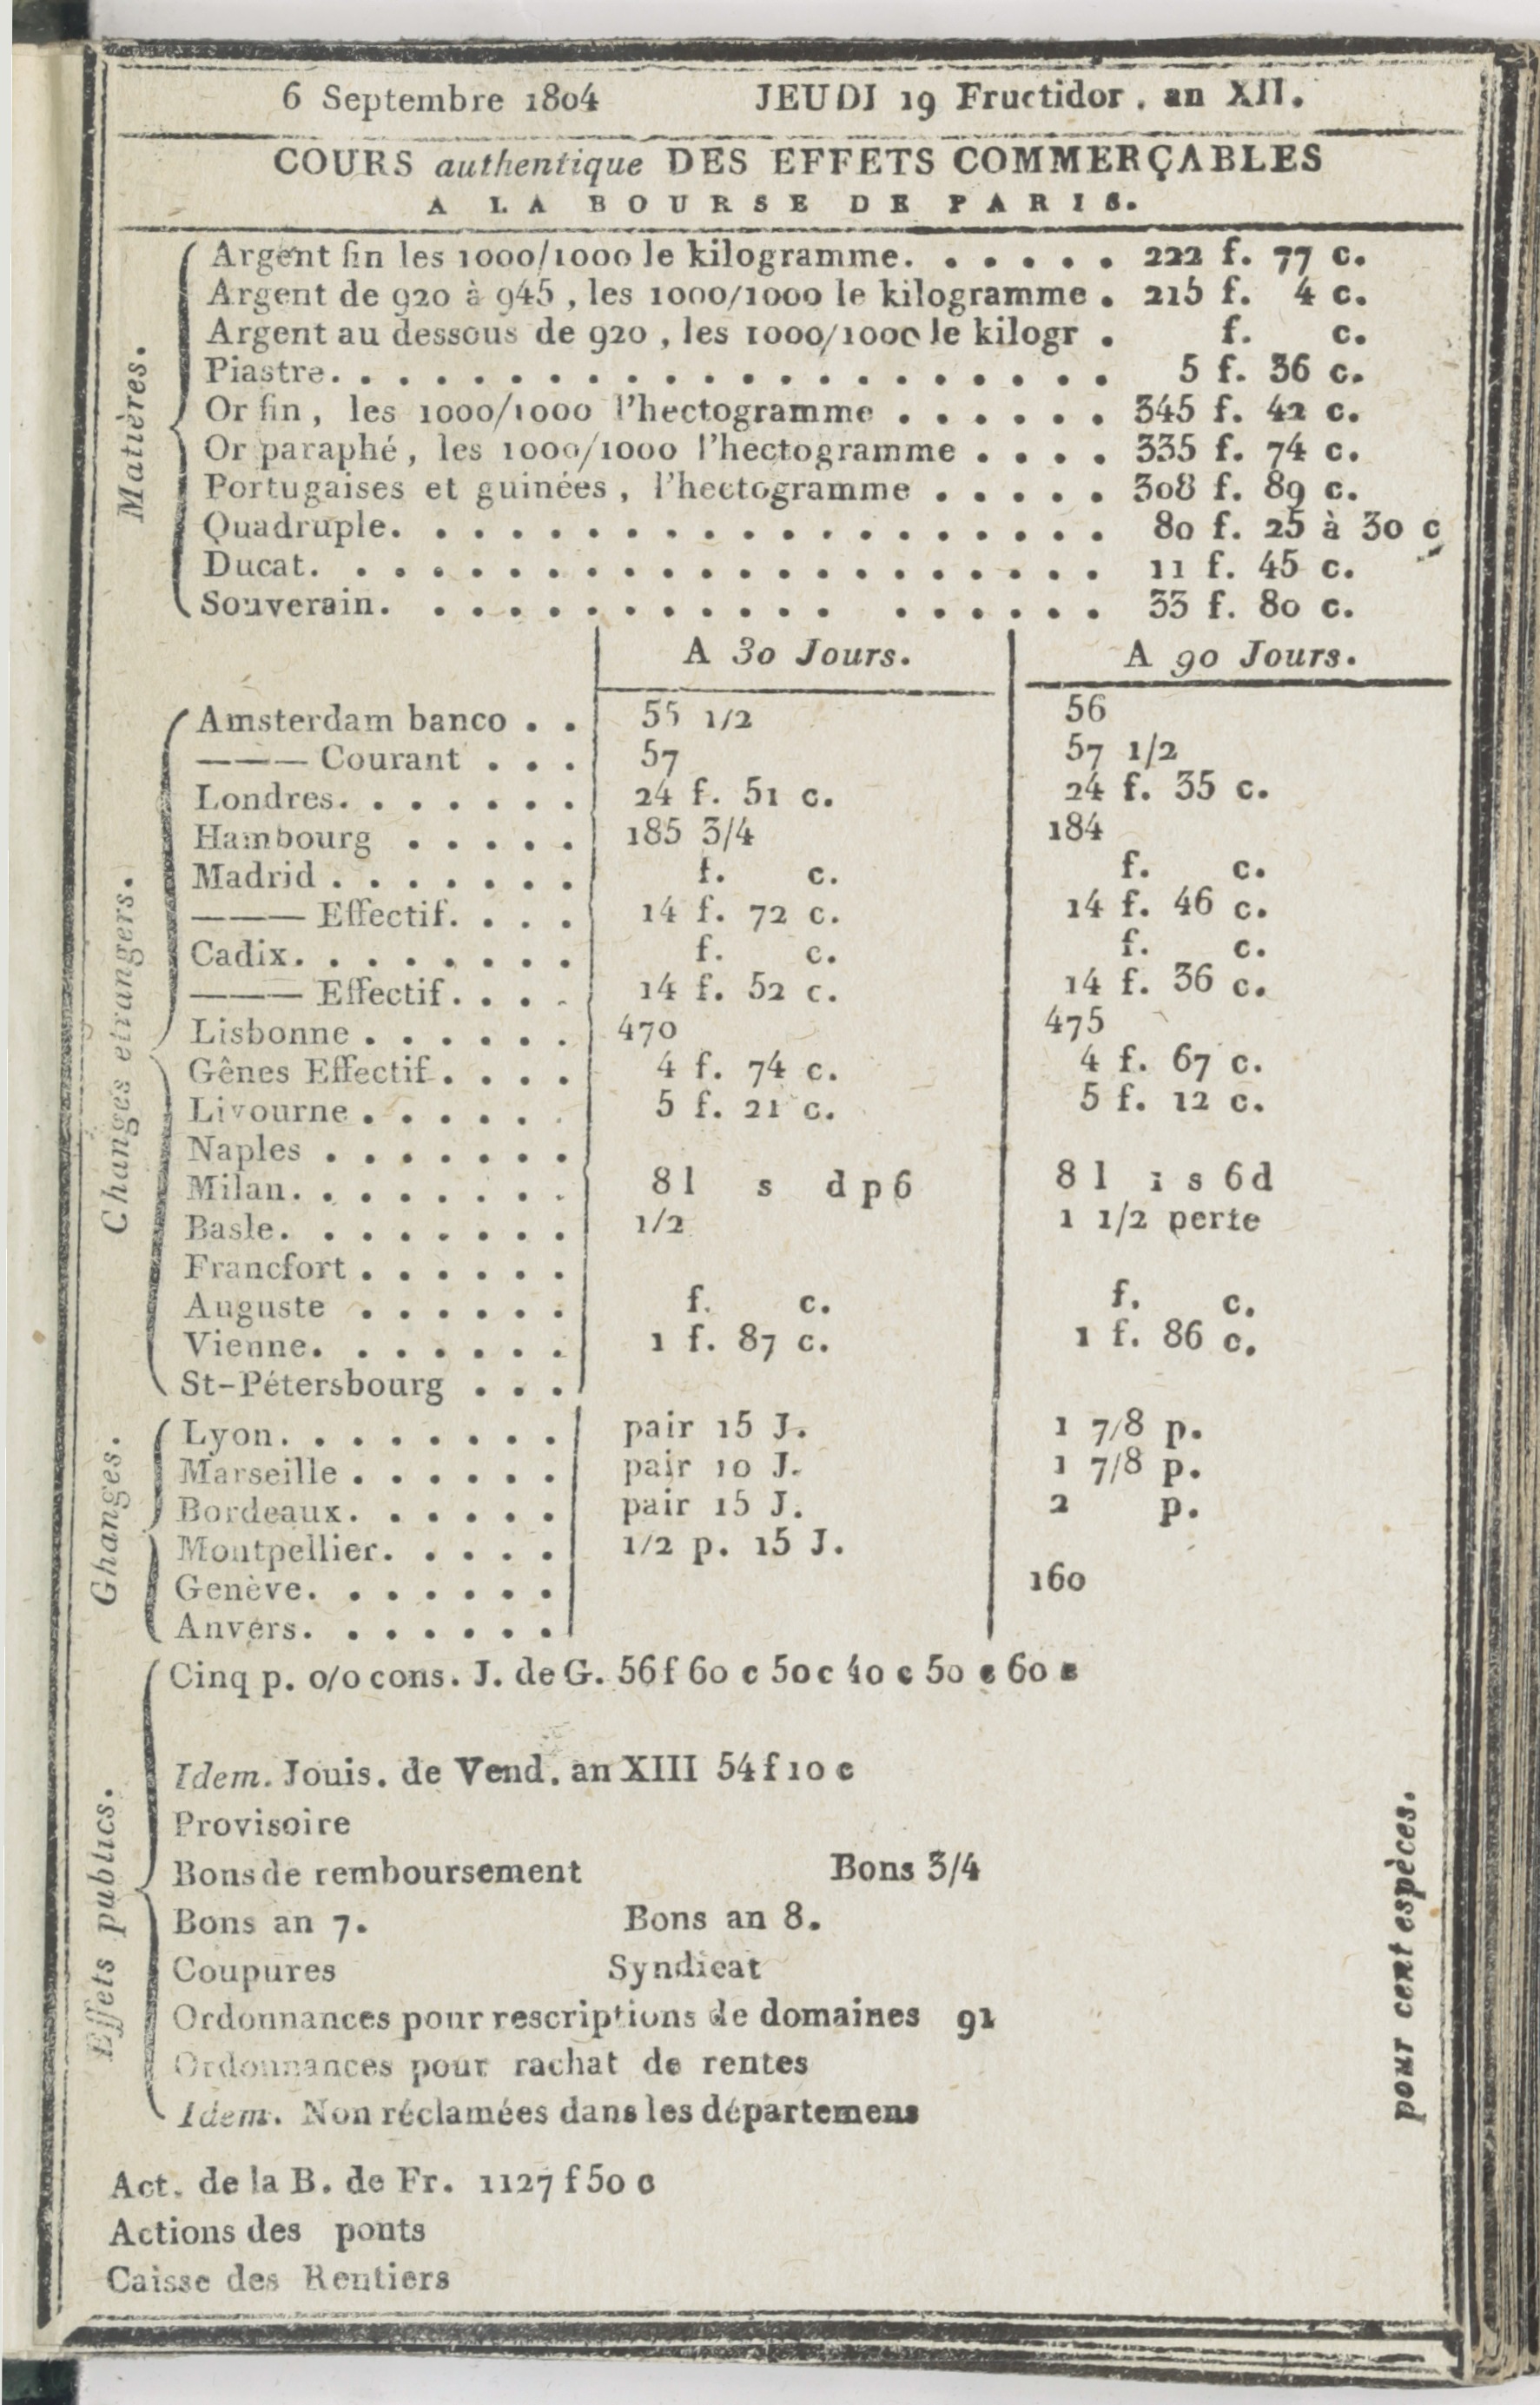 6 Septembre 1804 JEUDI 19 Fructidor, an XII.
COURS authentique DES EFFETS COMMERÇABLES
A LA BOURSE DE PARIS.
Matières.
Argent fin les 1000/1000 le kilogramme. . . . . . 222 f. 77 c.
Argent de 920 à 945, les 1000/1000 le kilogramme . 215 f. 4 c.
Argent au dessous de 920, les 1000/1000 le kilogr . f. c.
Piastre. . . . . . . . . . . . . . . . . . . . . 5 f. 36 c.
Or fin, les 1000/1000 l'hectogramme . . . . . . 345 f. 42 c.
Or paraphé, les 1000/1000 l'hectogramme . . . . 335 f. 74 c.
Portugaises et guinées, l'hectogramme . . . . . 308 f. 89 c.
Quadruple. . . . . . . . . . . . . . . . . . . 80 f. 25 à 30 c
Ducat. . . . . . . . . . . . . . . . . . . . . 11 f. 45 c.
Souverain. . . . . . . . . . . . . . . . . . 33 f. 80 c.
A 30 Jours. A 90 Jours.
Changes etrangers.
Amsterdam banco . . 55 1/2 56
——— Courant . . . 57 57 1/2
Londres. . . . . . . 24 f. 51 c. 24 f. 35 c.
Hambourg . . . . . 185 3/4 184
Madrid . . . . . . . f. c. f. c.
——— Effectif. . . . 14 f. 72 c. 14 f. 46 c.
Cadix. . . . . . . . f. c. f. c.
——— Effectif. . . . 14 f. 52 c. 14 f. 36 c.
Lisbonne . . . . . . 470 475
Gênes Effectif . . . . 4 f. 74 c. 4 f. 67 c.
Livourne . . . . . . 5 f. 21 c. 5 f. 12 c.
Naples . . . . . . .
Milan. . . . . . . . 8 l s d p 6 8 l 1 s 6 d
Basle. . . . . . . . 1/2 1 1/2 perte
Francfort . . . . . .
Auguste . . . . . . f. c. f. c.
Vienne. . . . . . . 1 f. 87 c. 1 f. 86 c.
St-Pétersbourg . . .
Ghanges.
Lyon. . . . . . . . pair 15 J. 1 7/8 p.
Marseille . . . . . . pair 10 J. 1 7/8 p.
Bordeaux. . . . . . pair 15 J. 2 p.
Montpellier. . . . . 1/2 p. 15 J.
Genève. . . . . . . 160
Anvers. . . . . . .
Effets publics.
Cinq p. 0/0 cons. J. de G. 56 f 60 c 50 c 40 c 50 c 60 c
Idem. Jouis. de Vend. an XIII 54 f 10 c
Provisoire
Bons de remboursement Bons 3/4
Bons an 7. Bons an 8.
Coupures Syndicat
Ordonnances pour rescriptions de domaines 91
Ordonnances pour rachat de rentes
Idem. Non réclamées dans les départemens
pour cent espèces.
Act. de la B. de Fr. 1127 f 50 c
Actions des ponts
Caisse des Rentiers